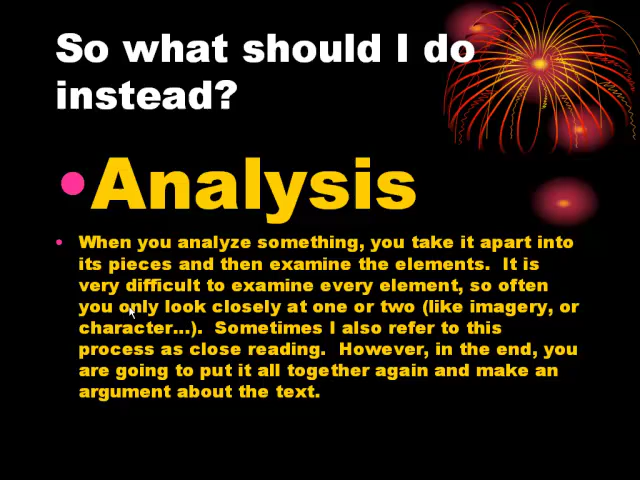 So what should I do
instead?
•Analysis
• When you analyze something, you take it apart into
its pieces and then examine the elements.  It is
very difficult to examine every element, so often
you only look closely at one or two (like imagery, or
character...).  Sometimes I also refer to this
process as close reading.  However, in the end, you
are going to put it all together again and make an
argument about the text.